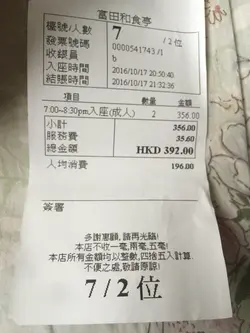 富田和食亭
檯號/人數 7 /2位
發票號碼 0000541743 /1
收銀員 b
入座時間 2016/10/17 20:50:40
結帳時間 2016/10/17 21:32:36
項目 數量 金額
7:00~8:30pm入座(成人) 2 356.00
小計 356.00
服務費 35.60
總金額 HKD 392.00
人均消費 196.00
簽署
多謝惠顧, 請再光臨!
本店不收一毫,兩毫,五毫!
本店所有金額均以整數,四捨五入計算.
不便之處,敬請原諒!
7 / 2 位